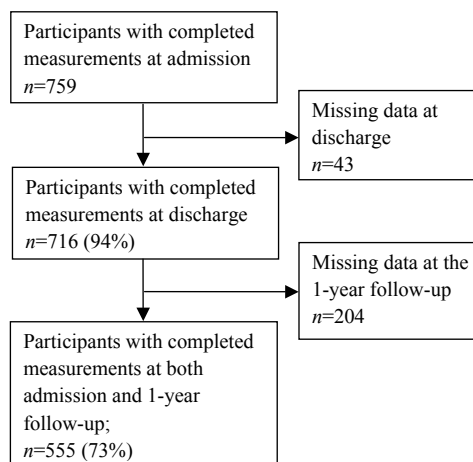 Participants with completed
measurements at admission
n=759
Missing data at
discharge
n=43
Participants with completed
measurements at discharge
n=716 (94%)
Missing data at the
1-year follow-up
n=204
Participants with completed
measurements at both
admission and 1-year
follow-up;
n=555 (73%)